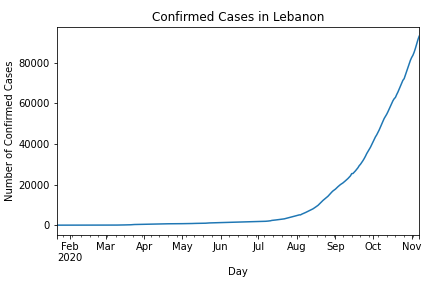 Confirmed Cases in Lebanon
Number of Confirmed Cases
80000
60000
40000
20000
0
Feb Mar Apr May Jun Jul Aug Sep Oct Nov
2020
Day